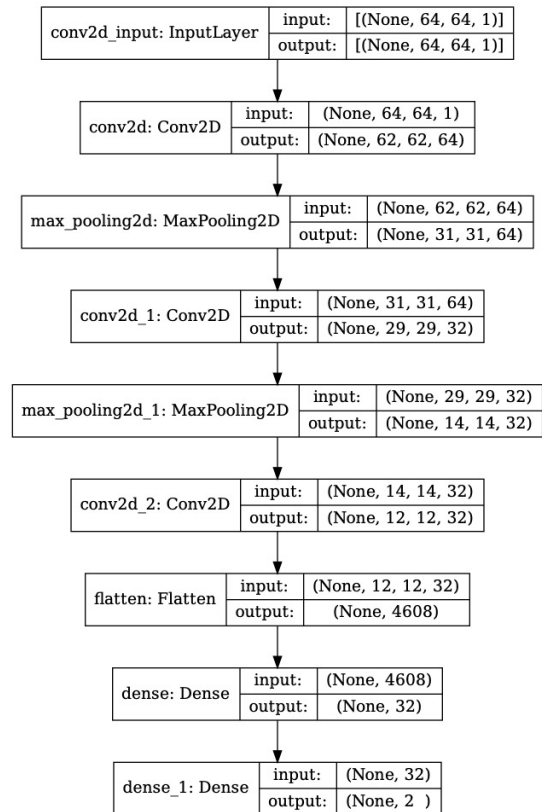 conv2d_input: InputLayer
input: [(None, 64, 64, 1)]
output: [(None, 64, 64, 1)]
conv2d: Conv2D
input: (None, 64, 64, 1)
output: (None, 62, 62, 64)
max_pooling2d: MaxPooling2D
input: (None, 62, 62, 64)
output: (None, 31, 31, 64)
conv2d_1: Conv2D
input: (None, 31, 31, 64)
output: (None, 29, 29, 32)
max_pooling2d_1: MaxPooling2D
input: (None, 29, 29, 32)
output: (None, 14, 14, 32)
conv2d_2: Conv2D
input: (None, 14, 14, 32)
output: (None, 12, 12, 32)
flatten: Flatten
input: (None, 12, 12, 32)
output: (None, 4608)
dense: Dense
input: (None, 4608)
output: (None, 32)
dense_1: Dense
input: (None, 32)
output: (None, 2 )